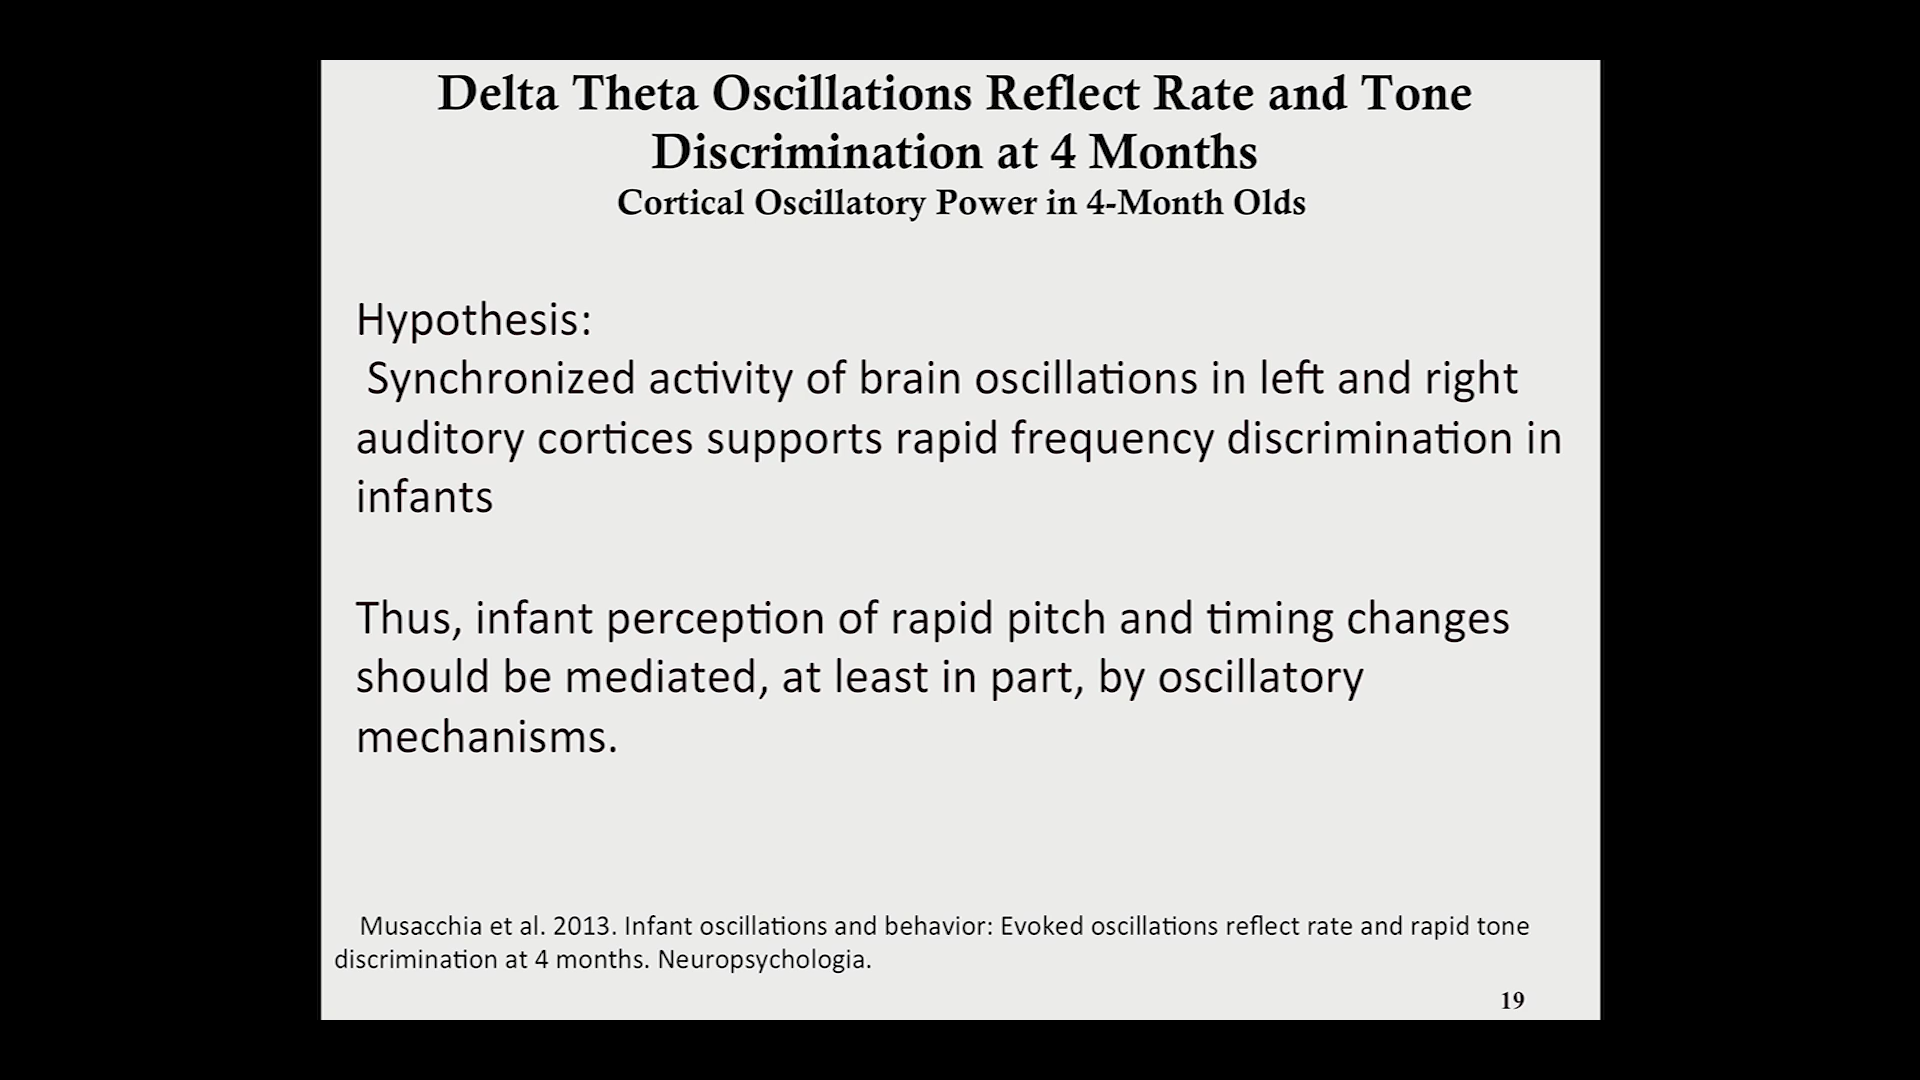 Delta Theta Oscillations Reflect Rate and Tone
Discrimination at 4 Months
Cortical Oscillatory Power in 4-Month Olds
Hypothesis:
Synchronized activity of brain oscillations in left and right
auditory cortices supports rapid frequency discrimination in
infants
Thus, infant perception of rapid pitch and timing changes
should be mediated, at least in part, by oscillatory
mechanisms.
Musacchia et al. 2013. Infant oscillations and behavior: Evoked oscillations reflect rate and rapid tone
discrimination at 4 months. Neuropsychologia.
19